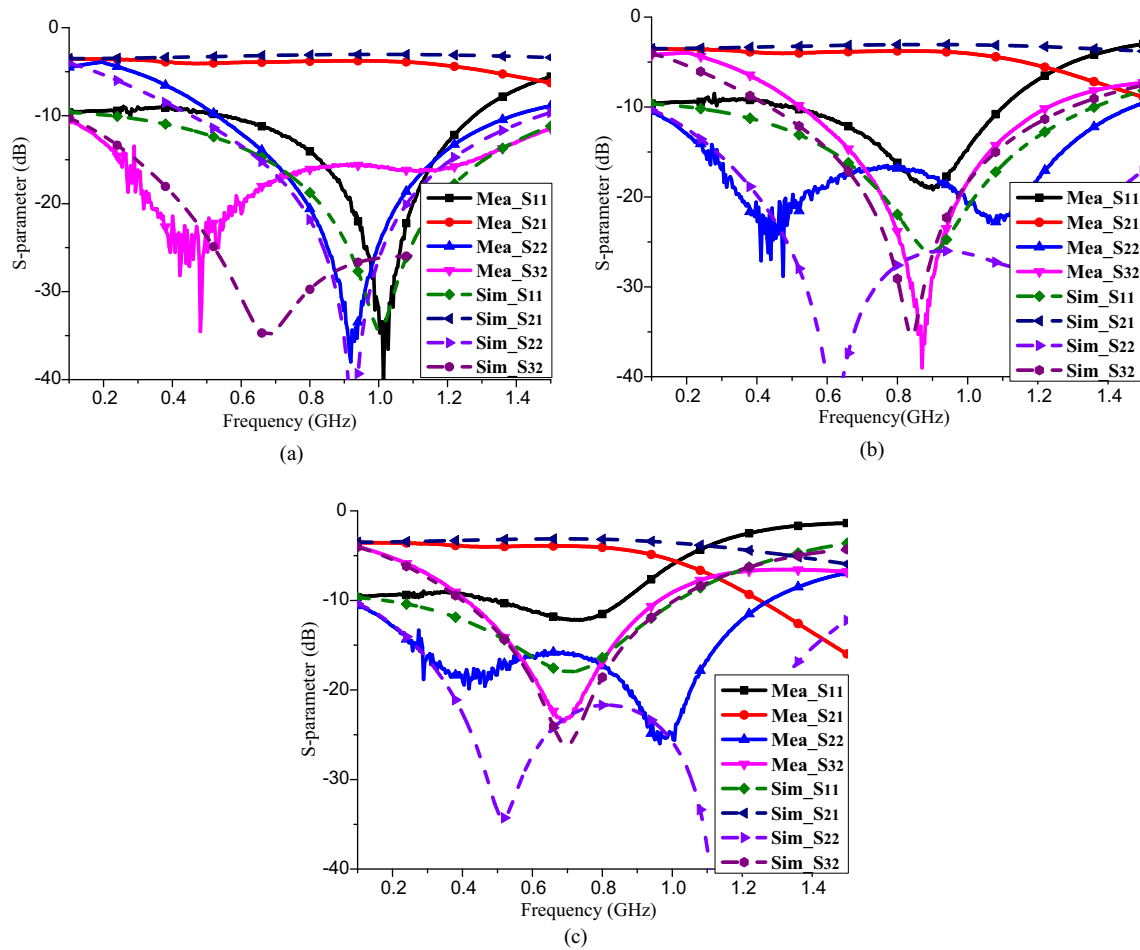 0
-10
-20
-30
-40
S-parameter (dB)
0.2 0.4 0.6 0.8 1.0 1.2 1.4
Frequency (GHz)
Mea_S11
Mea_S21
Mea_S22
Mea_S32
Sim_S11
Sim_S21
Sim_S22
Sim_S32
(a)
0
-10
-20
-30
-40
S-parameter (dB)
0.2 0.4 0.6 0.8 1.0 1.2 1.4
Frequency(GHz)
Mea_S11
Mea_S21
Mea_S22
Mea_S32
Sim_S11
Sim_S21
Sim_S22
Sim_S32
(b)
0
-10
-20
-30
-40
S-parameter (dB)
0.2 0.4 0.6 0.8 1.0 1.2 1.4
Frequency (GHz)
Mea_S11
Mea_S21
Mea_S22
Mea_S32
Sim_S11
Sim_S21
Sim_S22
Sim_S32
(c)